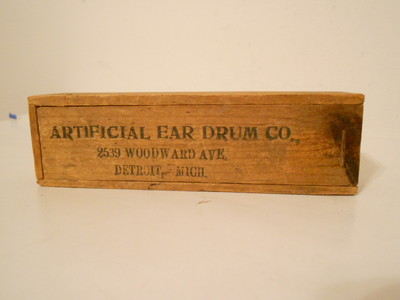 ARTIFICIAL EAR DRUM CO.,
2539 WOODWARD AVE,
DETROIT, MICH.